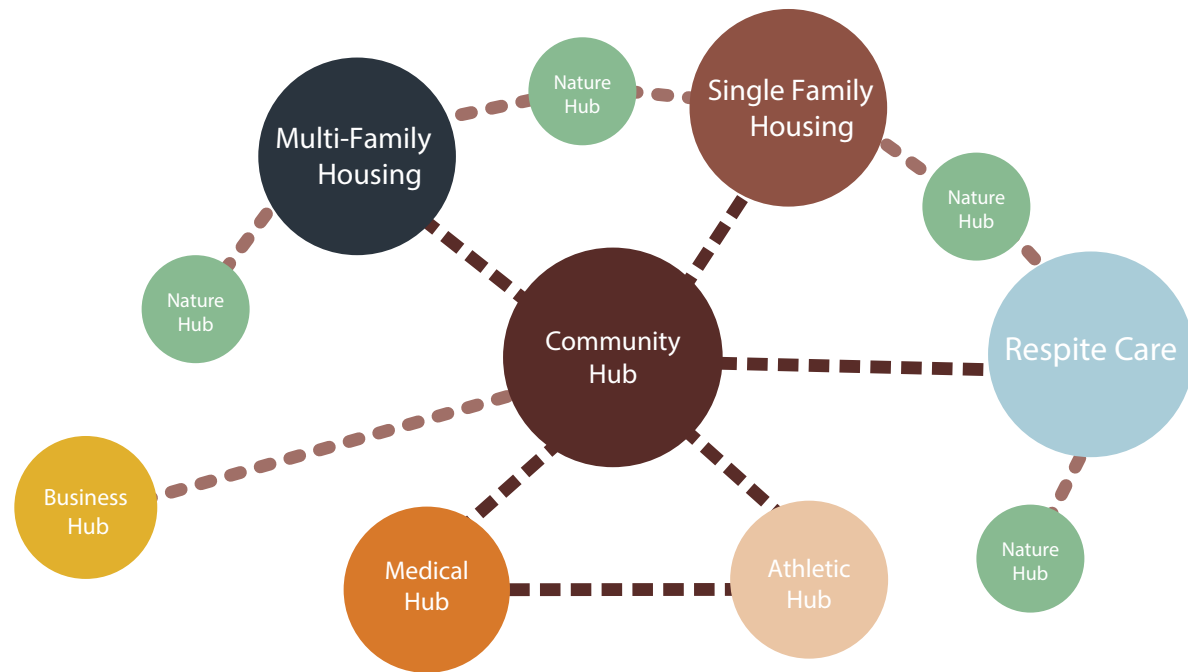 Nature
Hub
Single Family
Housing
Multi-Family
Housing
Nature
Hub
Nature
Hub
Community
Hub
Respite Care
Business
Hub
Medical
Hub
Athletic
Hub
Nature
Hub